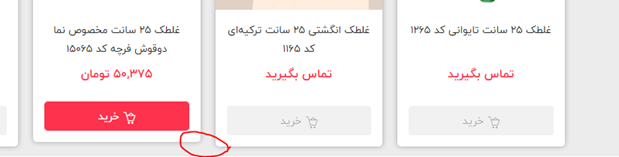 غلطک ۲۵ سانت تایوانی کد ۱۲۶۵
تماس بگیرید
خرید
غلطک انگشتی ۲۵ سانت ترکیه‌ای
کد ۱۱۶۵
تماس بگیرید
خرید
غلطک ۲۵ سانت مخصوص نما
دوقوش فرچه کد ۱۵۰۶۵
۵۰,۳۷۵ تومان
خرید